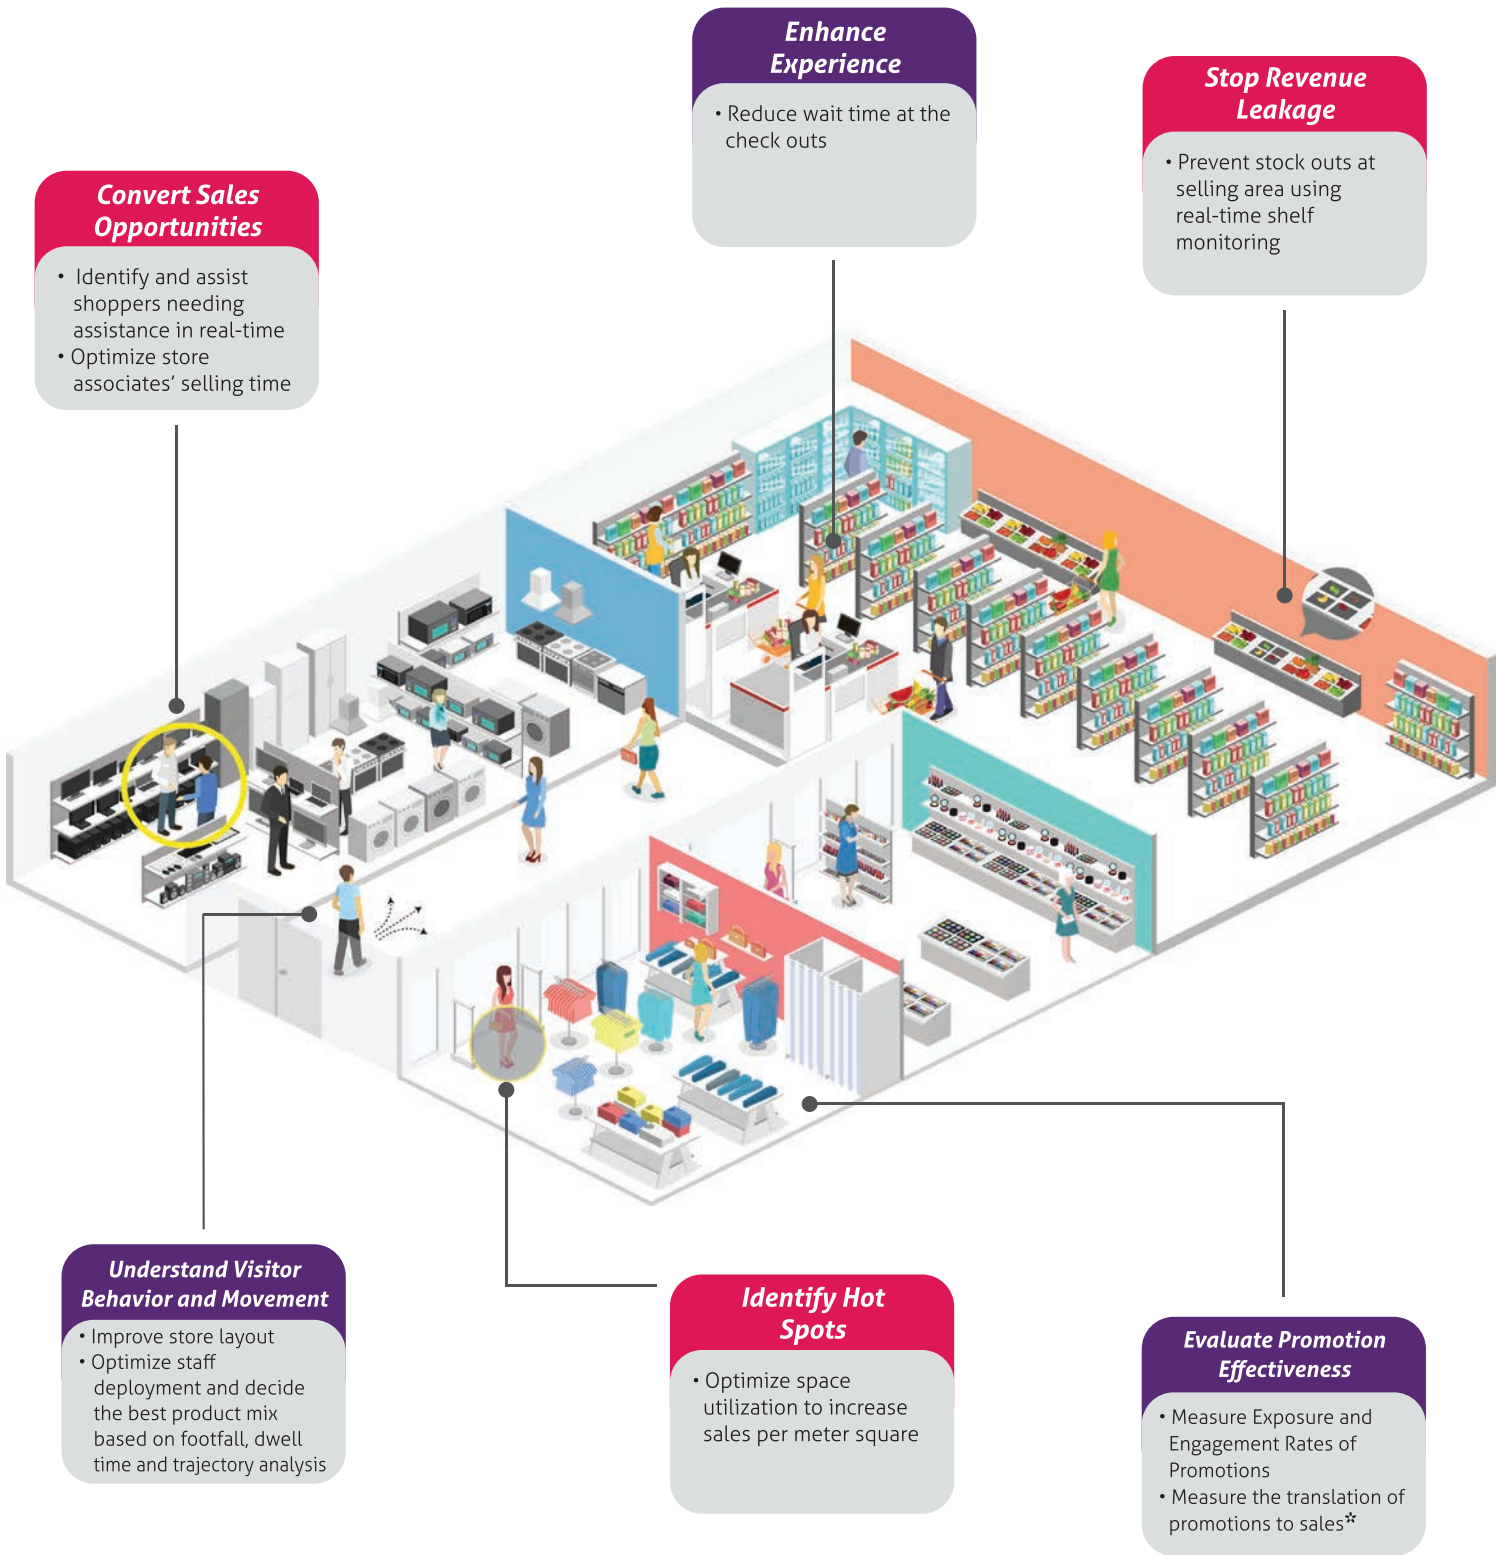 Enhance
Experience
• Reduce wait time at the
check outs
Stop Revenue
Leakage
• Prevent stock outs at
selling area using
real-time shelf
monitoring
Convert Sales
Opportunities
• Identify and assist
shoppers needing
assistance in real-time
• Optimize store
associates’ selling time
Understand Visitor
Behavior and Movement
• Improve store layout
• Optimize staff
deployment and decide
the best product mix
based on footfall, dwell
time and trajectory analysis
Identify Hot
Spots
• Optimize space
utilization to increase
sales per meter square
Evaluate Promotion
Effectiveness
• Measure Exposure and
Engagement Rates of
Promotions
• Measure the translation of
promotions to sales*